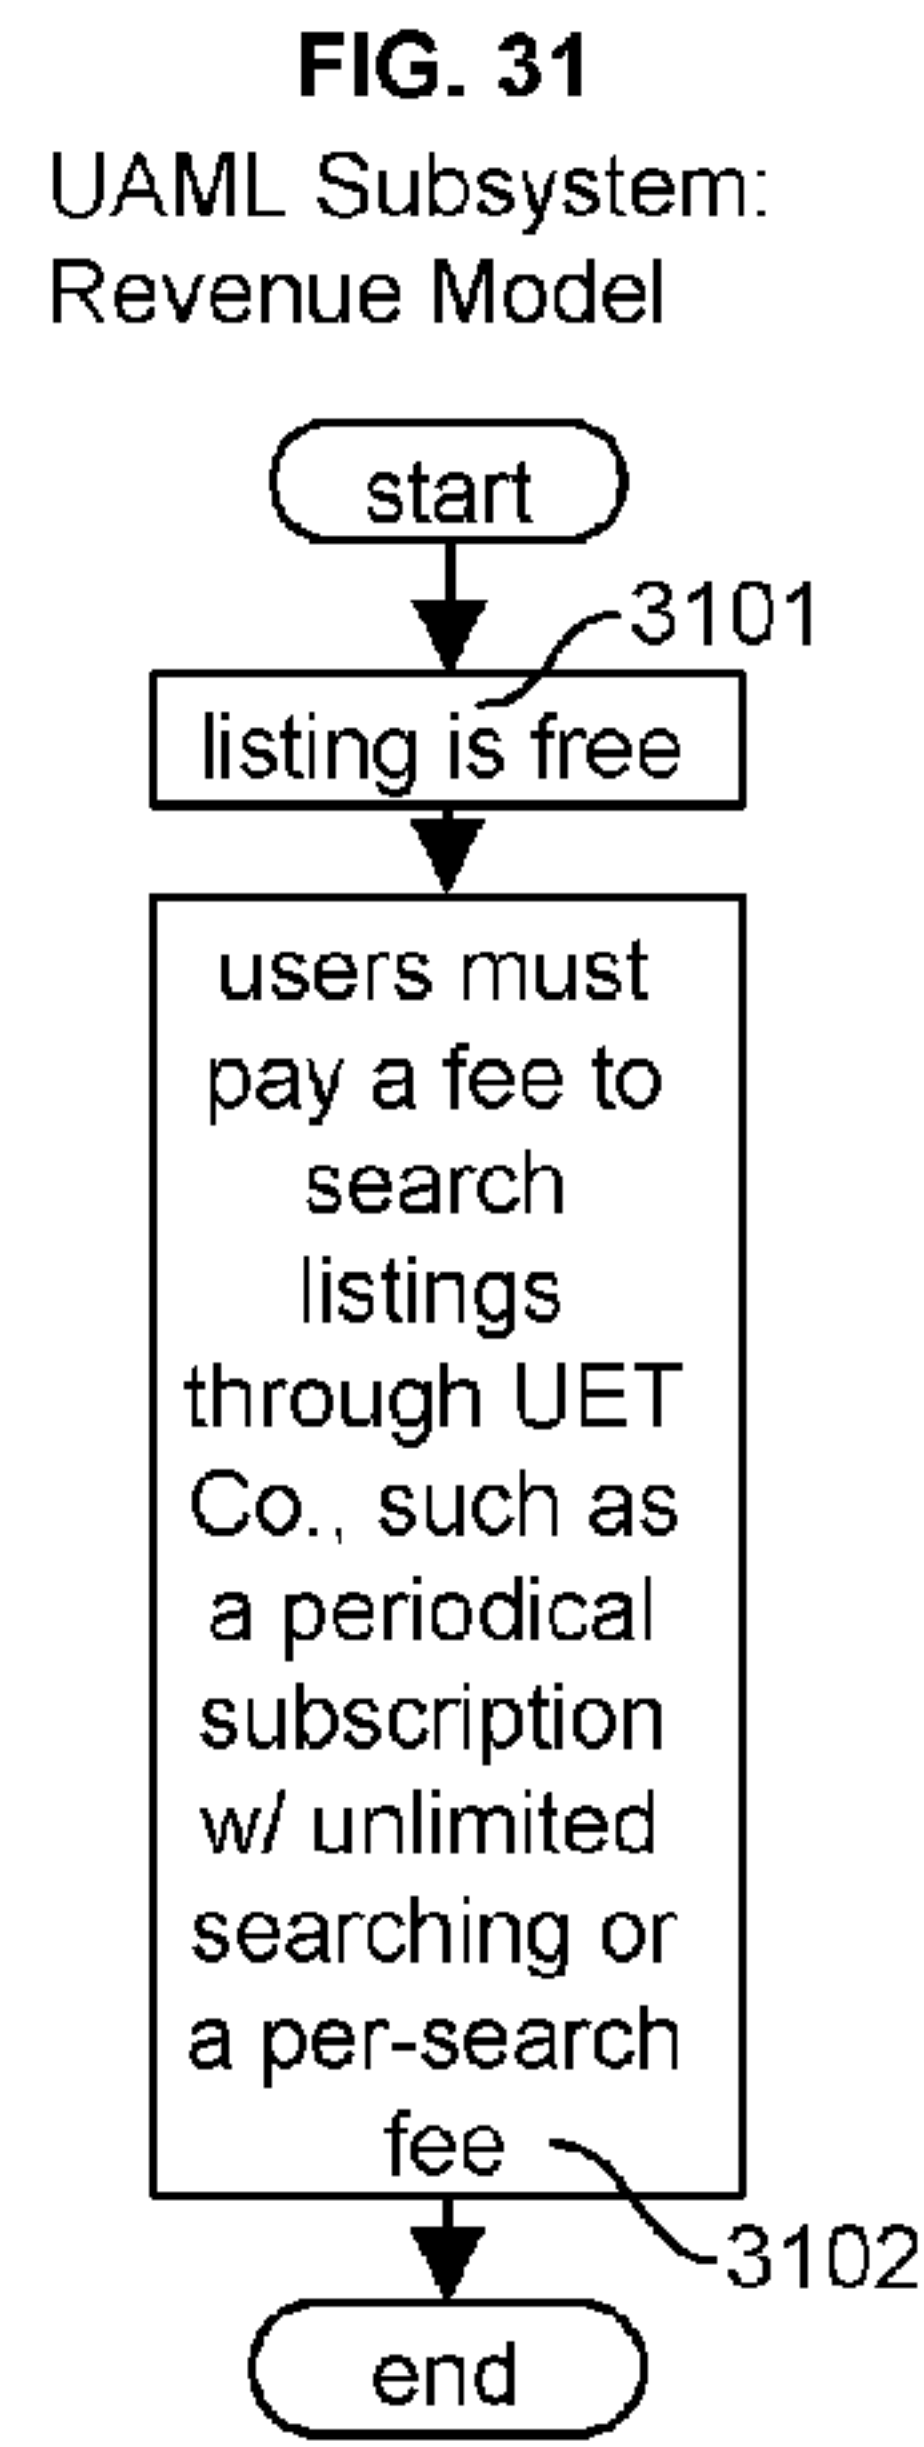 FIG. 31
UAML Subsystem:
Revenue Model
start
3101
listing is free
users must
pay a fee to
search
listings
through UET
Co., such as
a periodical
subscription
w/ unlimited
searching or
a per-search
fee
3102
end